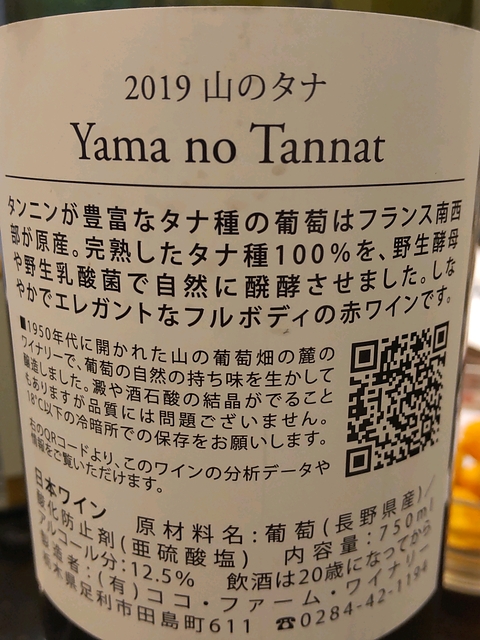 2019 山のタナ
Yama no Tannat
タンニンが豊富なタナ種の葡萄はフランス南西
部が原産。完熟したタナ種100%を、野生酵母
や野生乳酸菌で自然に醗酵させました。しな
やかでエレガントなフルボディの赤ワインです。
■1950年代に開かれた山の葡萄畑の麓の
ワイナリーで、葡萄の自然の持ち味を生かして
醸造しました。澱や酒石酸の結晶がでること
もありますが品質には問題ございません。
18℃以下の冷暗所での保存をお願いします。
右のQRコードより、このワインの分析データや
情報をご覧いただけます。
日本ワイン 原材料名:葡萄(長野県産)/
酸化防止剤(亜硫酸塩) 内容量:750ml
アルコール分:12.5% 飲酒は20歳になってから
製造者:(有)ココ・ファーム・ワイナリー
栃木県足利市田島町611 ☎0284-42-1194